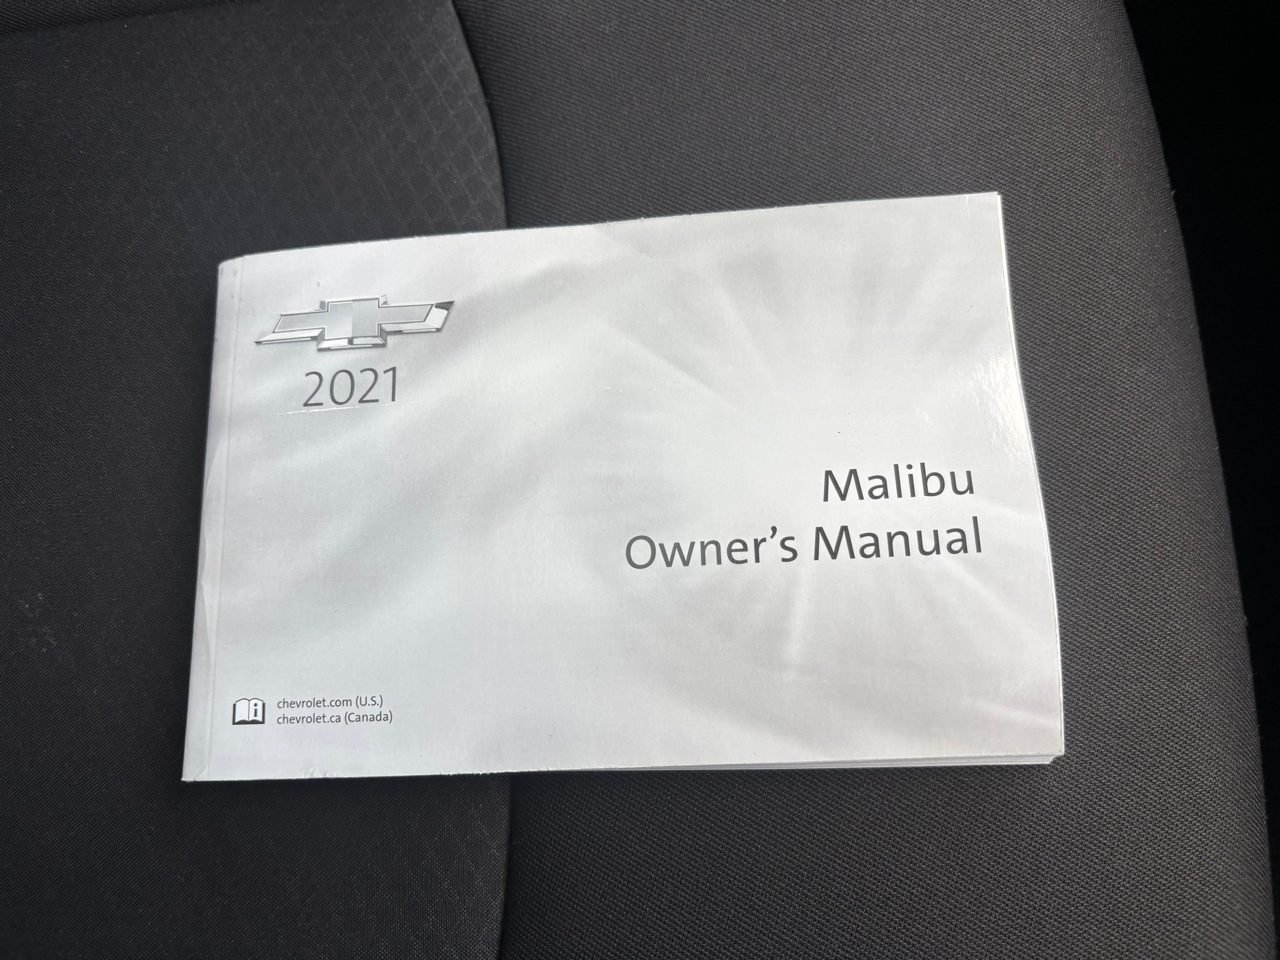 2021
Malibu
Owner's Manual
chevrolet.com (U.S.)
chevrolet.ca (Canada)